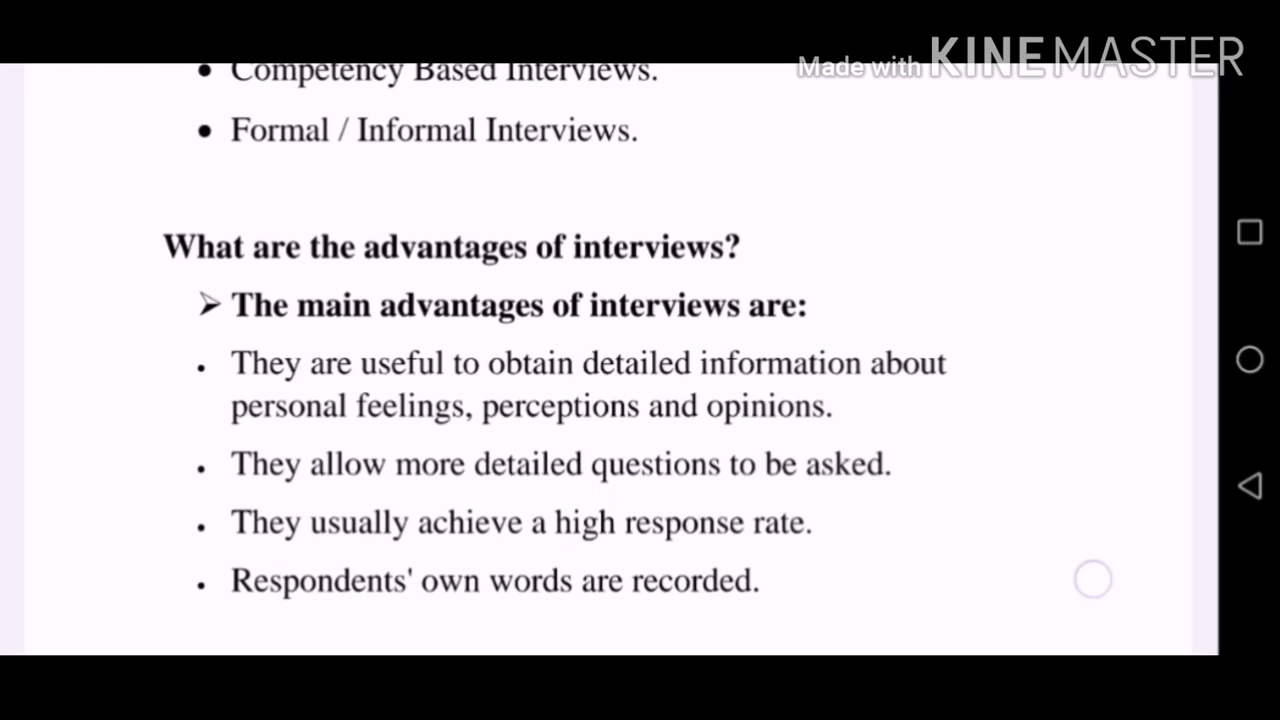 Made with KINEMASTER
• Competency Based Interviews.
• Formal / Informal Interviews.
What are the advantages of interviews?
➢ The main advantages of interviews are:
• They are useful to obtain detailed information about
personal feelings, perceptions and opinions.
• They allow more detailed questions to be asked.
• They usually achieve a high response rate.
• Respondents' own words are recorded.